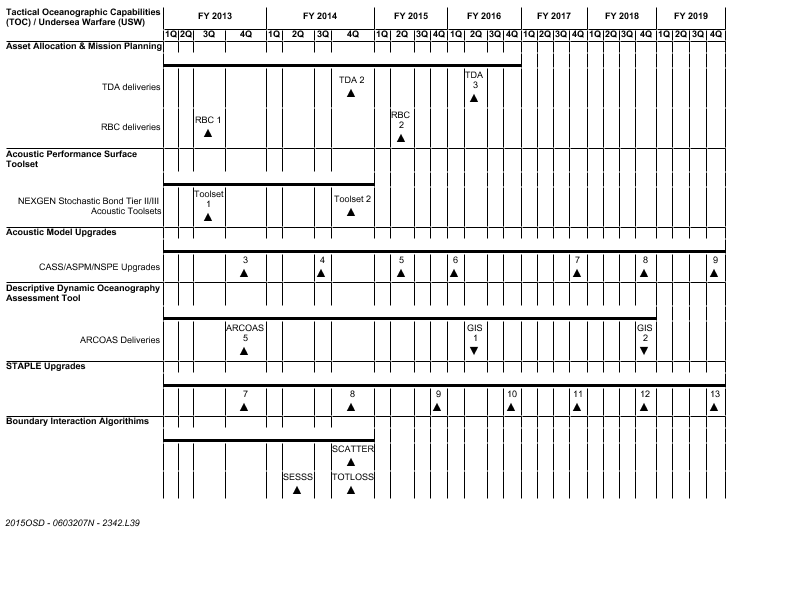 Tactical Oceanographic Capabilities (TOC) / Undersea Warfare (USW)
FY 2013 FY 2014 FY 2015 FY 2016 FY 2017 FY 2018 FY 2019
1Q 2Q 3Q 4Q 1Q 2Q 3Q 4Q 1Q 2Q 3Q 4Q 1Q 2Q 3Q 4Q 1Q 2Q 3Q 4Q 1Q 2Q 3Q 4Q 1Q 2Q 3Q 4Q
Asset Allocation & Mission Planning
TDA deliveries TDA 2 TDA 3
RBC deliveries RBC 1 RBC 2
Acoustic Performance Surface
Toolset
NEXGEN Stochastic Bond Tier II/III
Acoustic Toolsets
Toolset 1 Toolset 2
Acoustic Model Upgrades
CASS/ASPM/NSPE Upgrades 3 4 5 6 7 8 9
Descriptive Dynamic Oceanography
Assessment Tool
ARCOAS Deliveries ARCOAS 5 GIS 1 GIS 2
STAPLE Upgrades
7 8 9 10 11 12 13
Boundary Interaction Algorithims
SCATTER
SESSS TOTLOSS
2015OSD - 0603207N - 2342.L39